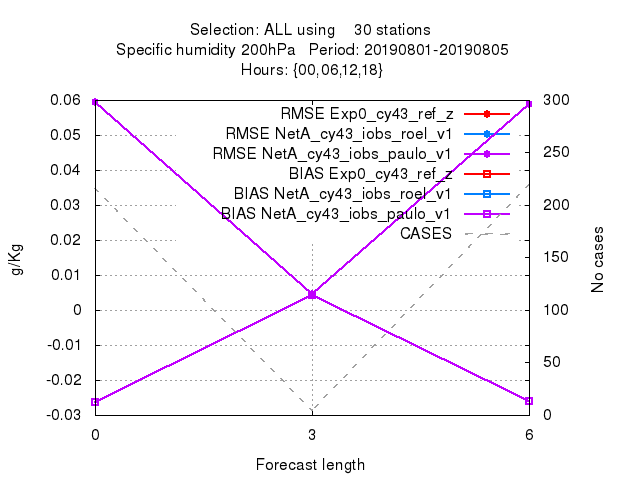 Selection: ALL using 30 stations
Specific humidity 200hPa Period: 20190801-20190805
Hours: {00,06,12,18}
RMSE Exp0_cy43_ref_z
RMSE NetA_cy43_iobs_roel_v1
RMSE NetA_cy43_iobs_paulo_v1
BIAS Exp0_cy43_ref_z
BIAS NetA_cy43_iobs_roel_v1
BIAS NetA_cy43_iobs_paulo_v1
CASES
g/Kg
0.06
0.05
0.04
0.03
0.02
0.01
0
-0.01
-0.02
-0.03
300
250
200
150
100
50
0
No cases
0 3 6
Forecast length